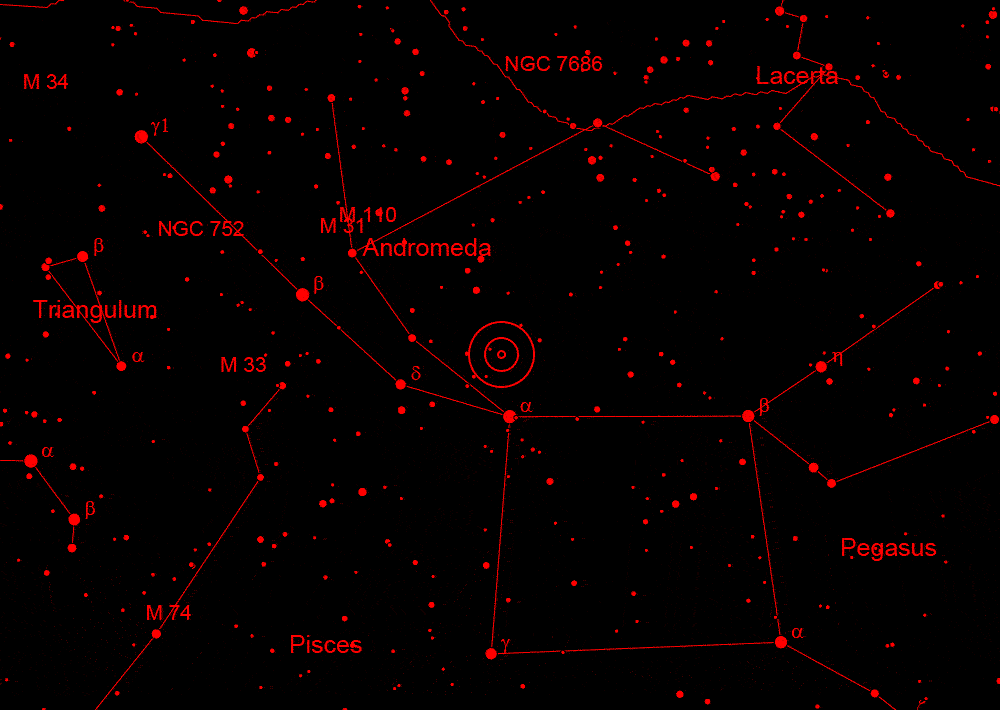 NGC 7686
Lacerta
M 34
γ1
M 110
M 31
NGC 752
Andromeda
β
β
Triangulum
α
M 33
δ
η
α
β
α
β
Pegasus
M 74
Pisces
γ
α